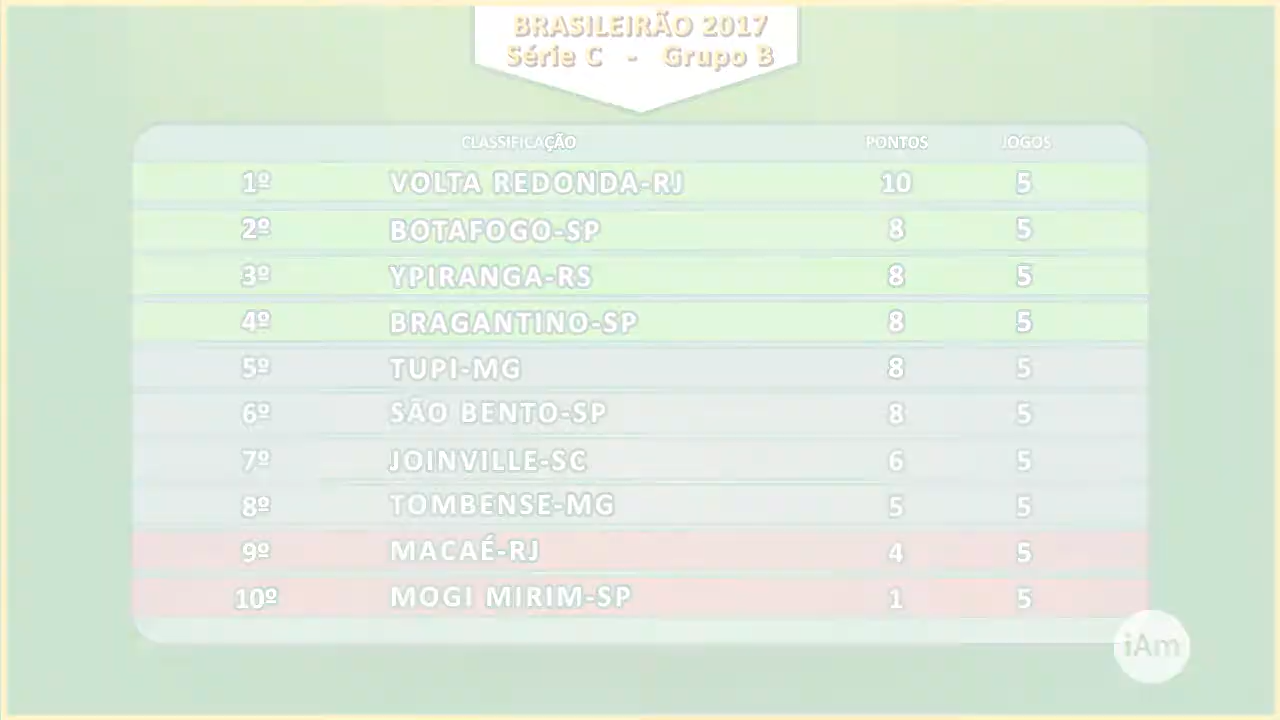 BRASILEIRÃO 2017
Série C - Grupo B
CLASSIFICAÇÃO PONTOS JOGOS
1º VOLTA REDONDA-RJ 10 5
2º BOTAFOGO-SP 8 5
3º YPIRANGA-RS 8 5
4º BRAGANTINO-SP 8 5
5º TUPI-MG 8 5
6º SÃO BENTO-SP 8 5
7º JOINVILLE-SC 6 5
8º TOMBENSE-MG 5 5
9º MACAÉ-RJ 4 5
10º MOGI MIRIM-SP 1 5
iAm